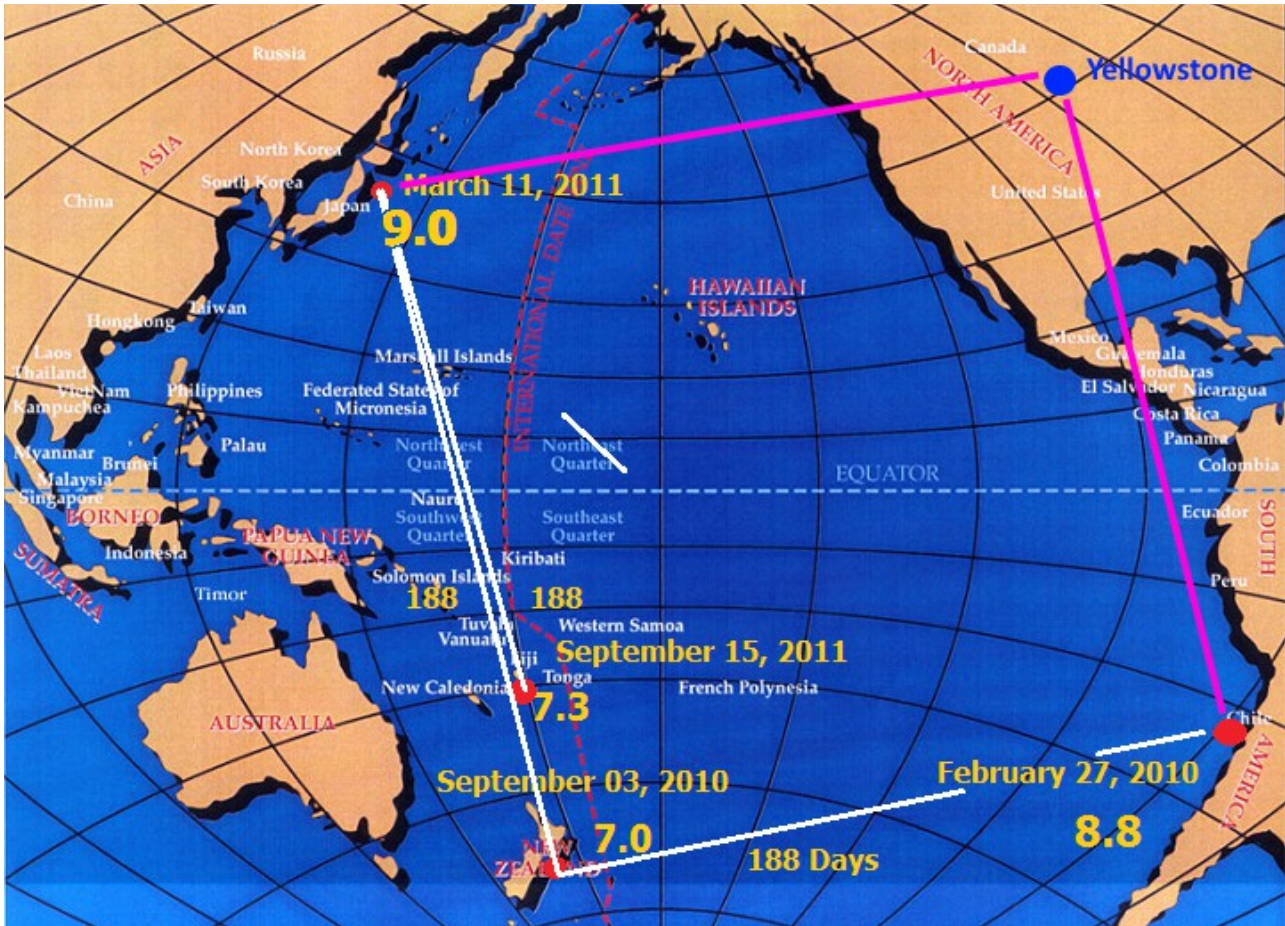 Canada
Yellowstone
Russia
NORTH AMERICA
ASIA
North Korea
South Korea
China
Japan
March 11, 2011
9.0
United States
INTERNATIONAL DATE
HAWAIIAN
ISLANDS
Taiwan
Hongkong
Laos
Thailand
VietNam
Kampuchea
Philippines
Marshall Islands
Federated States of
Micronesia
Mexico
Guatemala
Honduras
El Salvador
Nicaragua
Costa Rica
Panama
Colombia
Myanmar
Brunei
Palau
Malaysia
Singapore
Northwest
Quarter
Northeast
Quarter
EQUATOR
BORNEO
Nauru
Southwest
Quarter
Southeast
Quarter
Ecuador
SOUTH
AMERICA
SUMATRA
Indonesia
PAPUA NEW
GUINEA
Kiribati
Solomon Islands
Peru
Timor
188
188
Tuvalu
Vanuatu
Western Samoa
Fiji
September 15, 2011
Tonga
New Caledonia
7.3
French Polynesia
AUSTRALIA
Chile
September 03, 2010
February 27, 2010
7.0
8.8
NEW
ZEALAND
188 Days